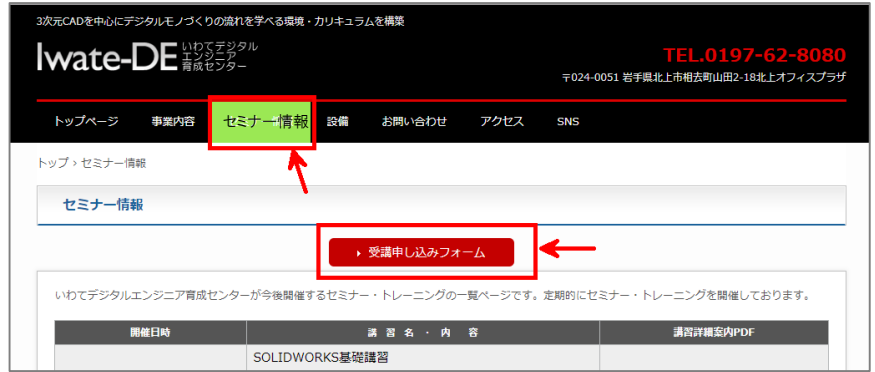 3次元CADを中心にデジタルモノづくりの流れを学べる環境・カリキュラムを構築
Iwate-DE いわてデジタル
エンジニア
育成センター
TEL.0197-62-8080
〒024-0051 岩手県北上市相去町山田2-18北上オフィスプラザ
トップページ 事業内容 セミナー情報 設備 お問い合わせ アクセス SNS
トップ › セミナー情報
セミナー情報
受講申し込みフォーム
いわてデジタルエンジニア育成センターが今後開催するセミナー・トレーニングの一覧ページです。定期的にセミナー・トレーニングを開催しております。
開催日時 講 習 名 ・ 内 容 講習詳細案内PDF
SOLIDWORKS基礎講習